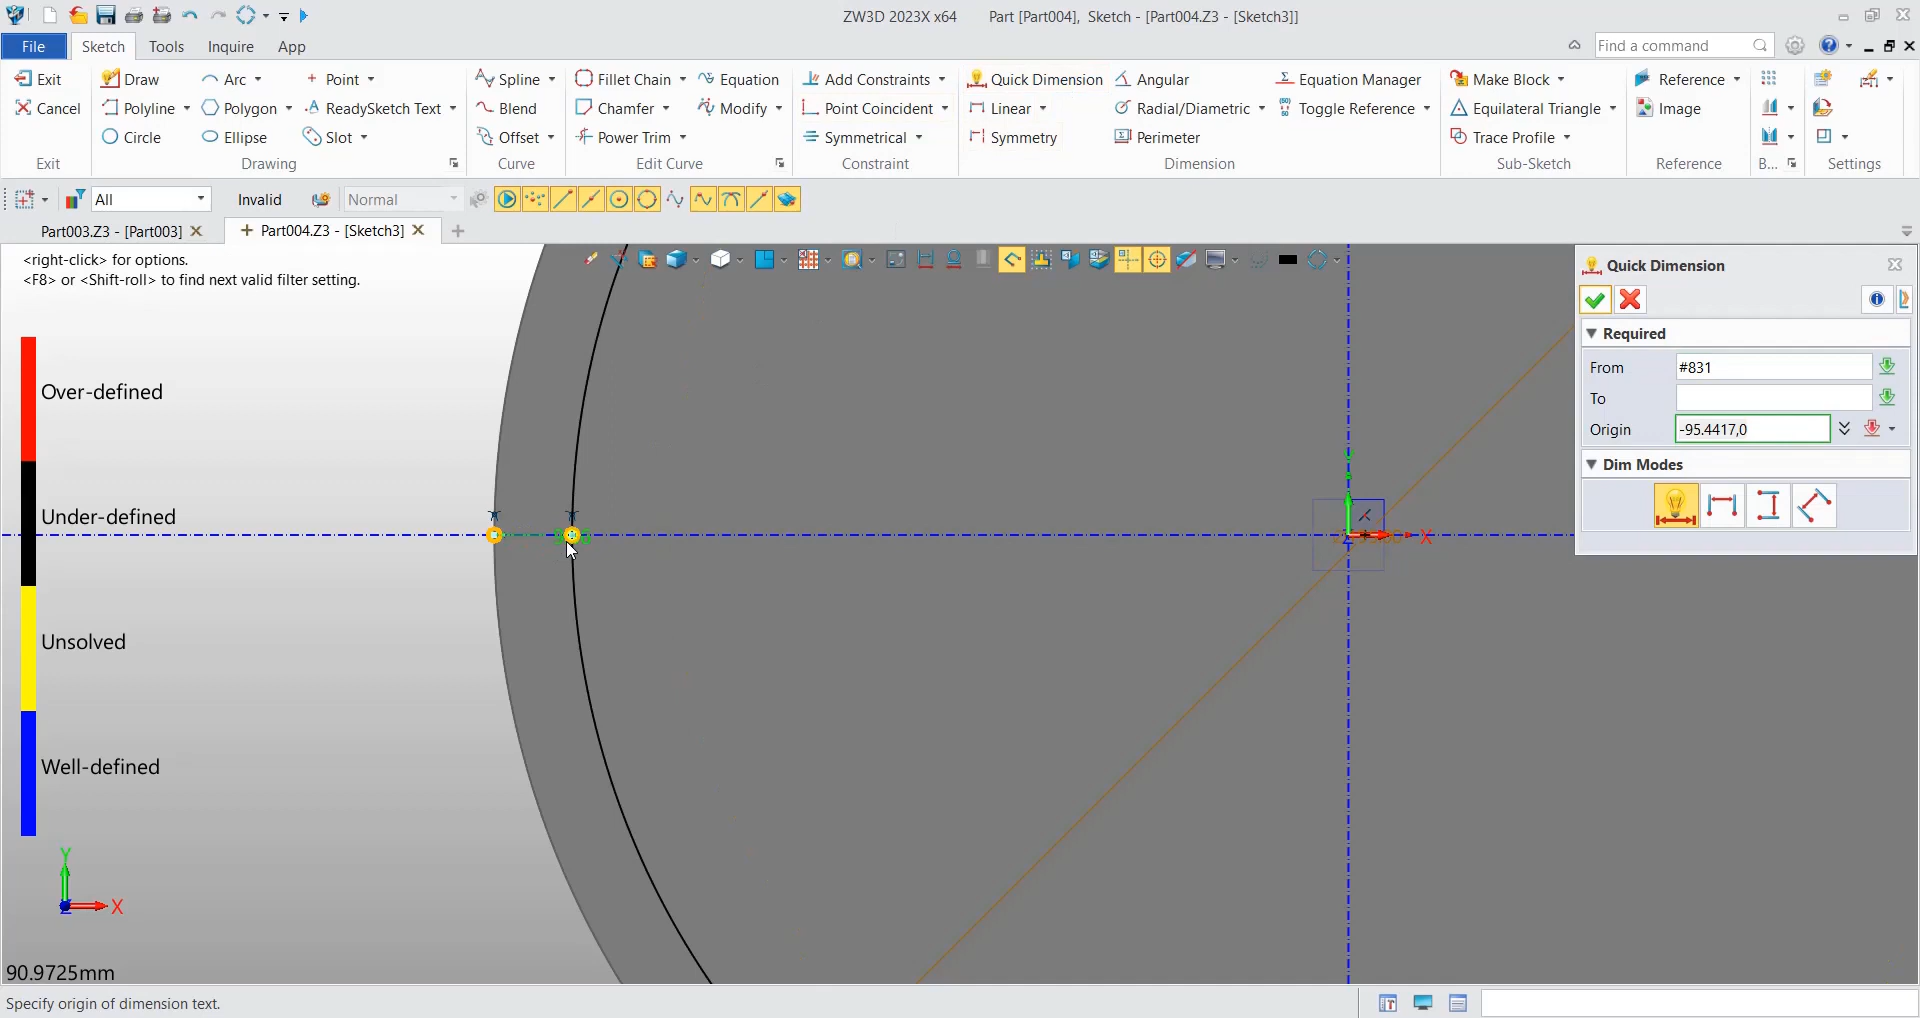 ZW3D 2023X x64 Part [Part004], Sketch - [Part004.Z3 - [Sketch3]]
File Sketch Tools Inquire App Find a command
Exit Draw Arc Point Spline Fillet Chain Equation Add Constraints Quick Dimension Angular Equation Manager Make Block Reference
Cancel Polyline Polygon ReadySketch Text Blend Chamfer Modify Point Coincident Linear Radial/Diametric Toggle Reference Equilateral Triangle Image
Circle Ellipse Slot Offset Power Trim Symmetrical Symmetry Perimeter Trace Profile
Exit Drawing Curve Edit Curve Constraint Dimension Sub-Sketch Reference B... Settings
All Invalid Normal
Part003.Z3 - [Part003] Part004.Z3 - [Sketch3]
<right-click> for options.
<F8> or <Shift-roll> to find next valid filter setting.
Quick Dimension
Required
From #831
To
Origin -95.4417,0
Dim Modes
Over-defined
Under-defined
Unsolved
Well-defined
X
Y
X
Z
90.9725mm
Specify origin of dimension text.